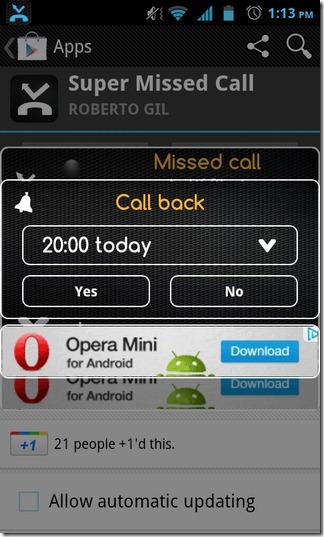 1:13 PM
Apps
Super Missed Call
ROBERTO GIL
Missed call
Call back
20:00 today
Yes
No
Opera Mini
for Android
Download
Opera Mini
for Android
Download
+1
21 people +1'd this.
Allow automatic updating